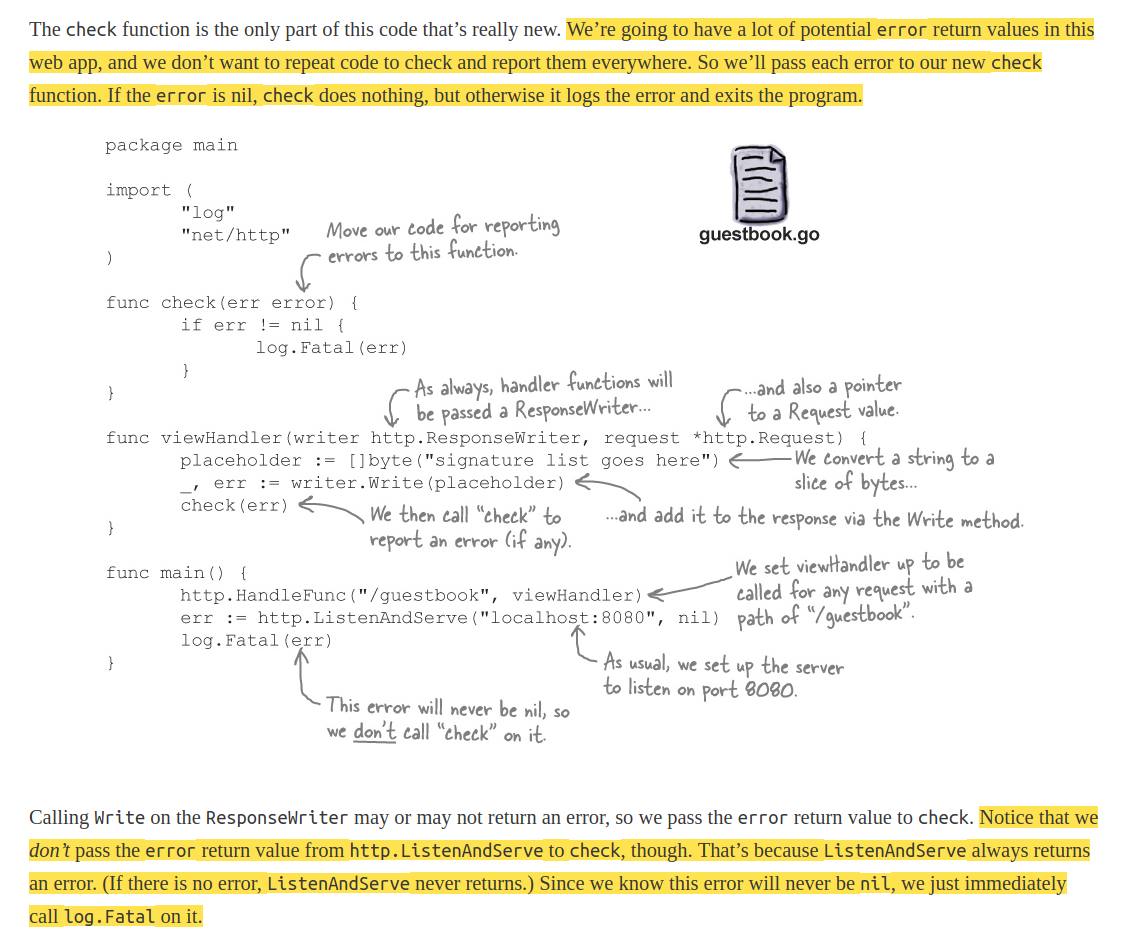 The check function is the only part of this code that’s really new. We’re going to have a lot of potential error return values in this
web app, and we don’t want to repeat code to check and report them everywhere. So we’ll pass each error to our new check
function. If the error is nil, check does nothing, but otherwise it logs the error and exits the program.
package main
import (
"log"
"net/http"
)
Move our code for reporting
errors to this function.
guestbook.go
func check(err error) {
if err != nil {
log.Fatal(err)
}
}
As always, handler functions will
be passed a ResponseWriter...
...and also a pointer
to a Request value.
func viewHandler(writer http.ResponseWriter, request *http.Request) {
placeholder := []byte("signature list goes here")
We convert a string to a
slice of bytes...
_, err := writer.Write(placeholder)
...and add it to the response via the Write method.
check(err)
We then call “check” to
report an error (if any).
}
func main() {
http.HandleFunc("/guestbook", viewHandler)
We set viewHandler up to be
called for any request with a
path of “/guestbook”.
err := http.ListenAndServe("localhost:8080", nil)
As usual, we set up the server
to listen on port 8080.
log.Fatal(err)
This error will never be nil, so
we don’t call “check” on it.
}
Calling Write on the ResponseWriter may or may not return an error, so we pass the error return value to check. Notice that we
don’t pass the error return value from http.ListenAndServe to check, though. That’s because ListenAndServe always returns
an error. (If there is no error, ListenAndServe never returns.) Since we know this error will never be nil, we just immediately
call log.Fatal on it.